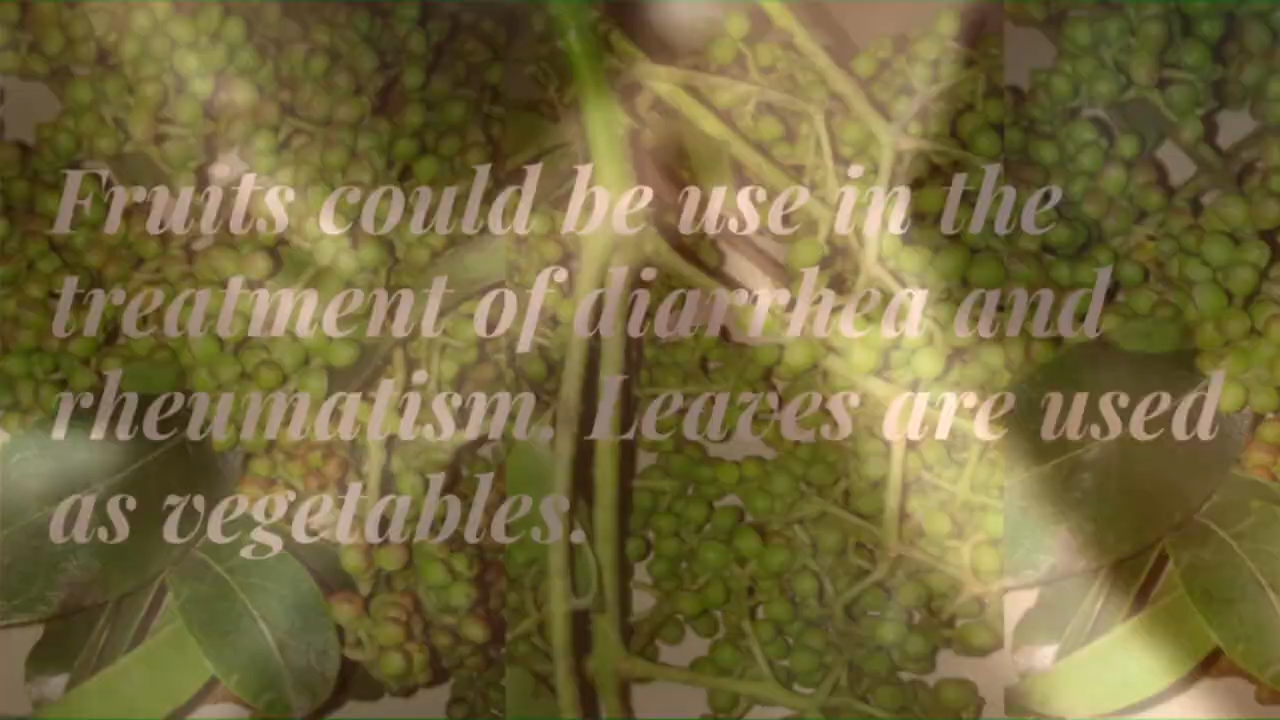 Fruits could be use in the
treatment of diarrhea and
rheumatism. Leaves are used
as vegetables.